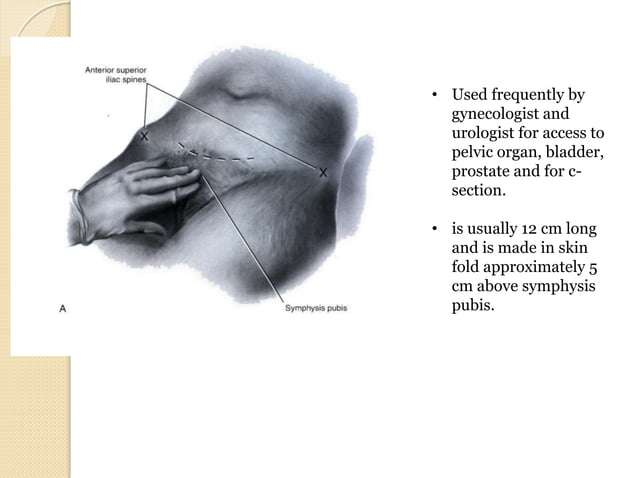 Anterior superior
iliac spines
X
X
Symphysis pubis
A
• Used frequently by
gynecologist and
urologist for access to
pelvic organ, bladder,
prostate and for c-
section.
• is usually 12 cm long
and is made in skin
fold approximately 5
cm above symphysis
pubis.